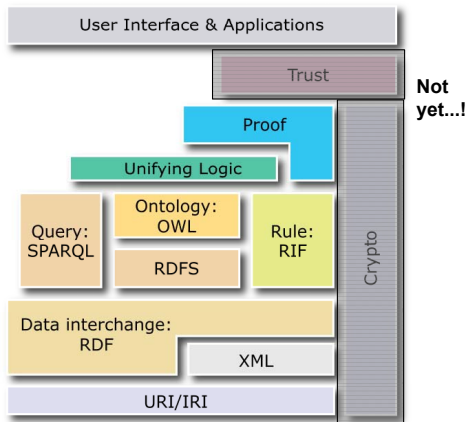 User Interface & Applications
Trust
Not
yet...!
Proof
Unifying Logic
Query:
SPARQL
Ontology:
OWL
Rule:
RIF
RDFS
Crypto
Data interchange:
RDF
XML
URI/IRI